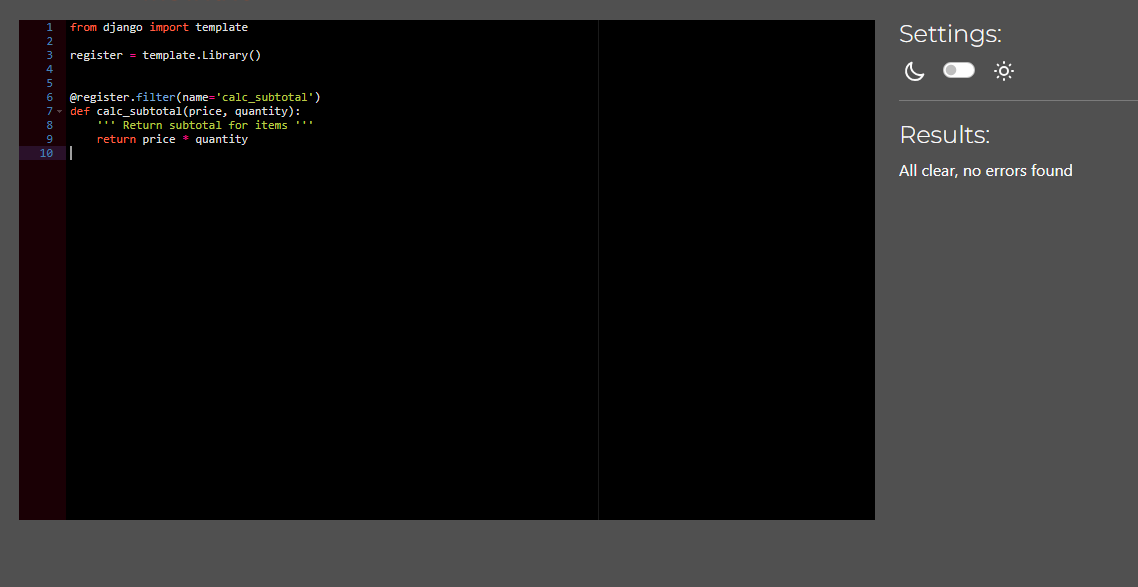 1 from django import template
2
3 register = template.Library()
4
5
6 @register.filter(name='calc_subtotal')
7 def calc_subtotal(price, quantity):
8     ''' Return subtotal for items '''
9     return price * quantity
10
Settings:
Results:
All clear, no errors found